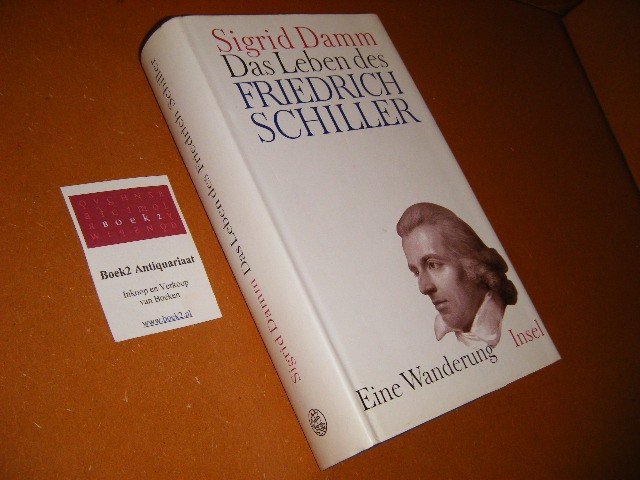 Sigrid Damm
Das Leben des
FRIEDRICH
SCHILLER
Eine Wanderung
Insel
Sigrid Damm Das Leben des Friedrich Schiller
Boek2
Boek2 Antiquariaat
Inkoop en Verkoop
van Boeken
www.boek2.nl